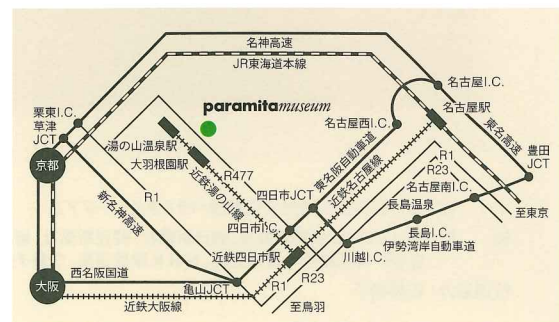 名神高速
JR東海道本線
名古屋I.C.
栗東I.C.
paramitamuseum
名古屋駅
草津
JCT
名古屋西I.C.
東名高速
湯の山温泉駅
東名阪自動車道
京都
大羽根園駅
R1
豊田
JCT
R477
近鉄名古屋線
R23
近鉄湯の山線
四日市JCT
名古屋南I.C.
R1
新名神高速
長島温泉
至東京
四日市I.C.
長島I.C.
川越I.C.
伊勢湾岸自動車道
近鉄四日市駅
西名阪国道
大阪
亀山JCT
R1
R23
近鉄大阪線
至鳥羽